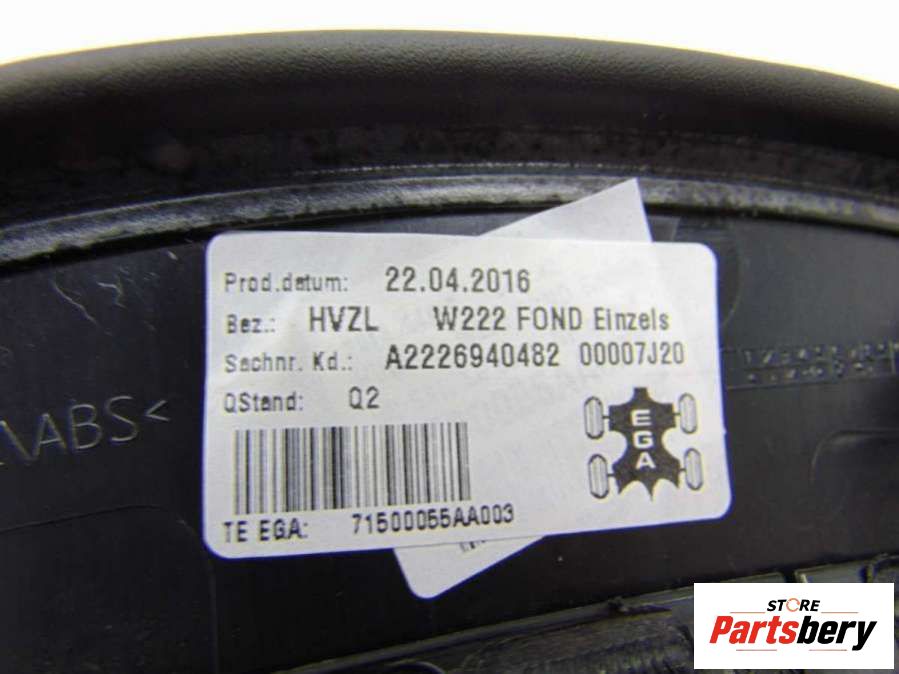 Prod.datum: 22.04.2016
Bez.: HVZL W222 FOND Einzels
Sachnr. Kd.: A2226940482 00007J20
QStand: Q2
EGA
TE EGA: 71500055AA003
ABS<
STORE
Partsbery